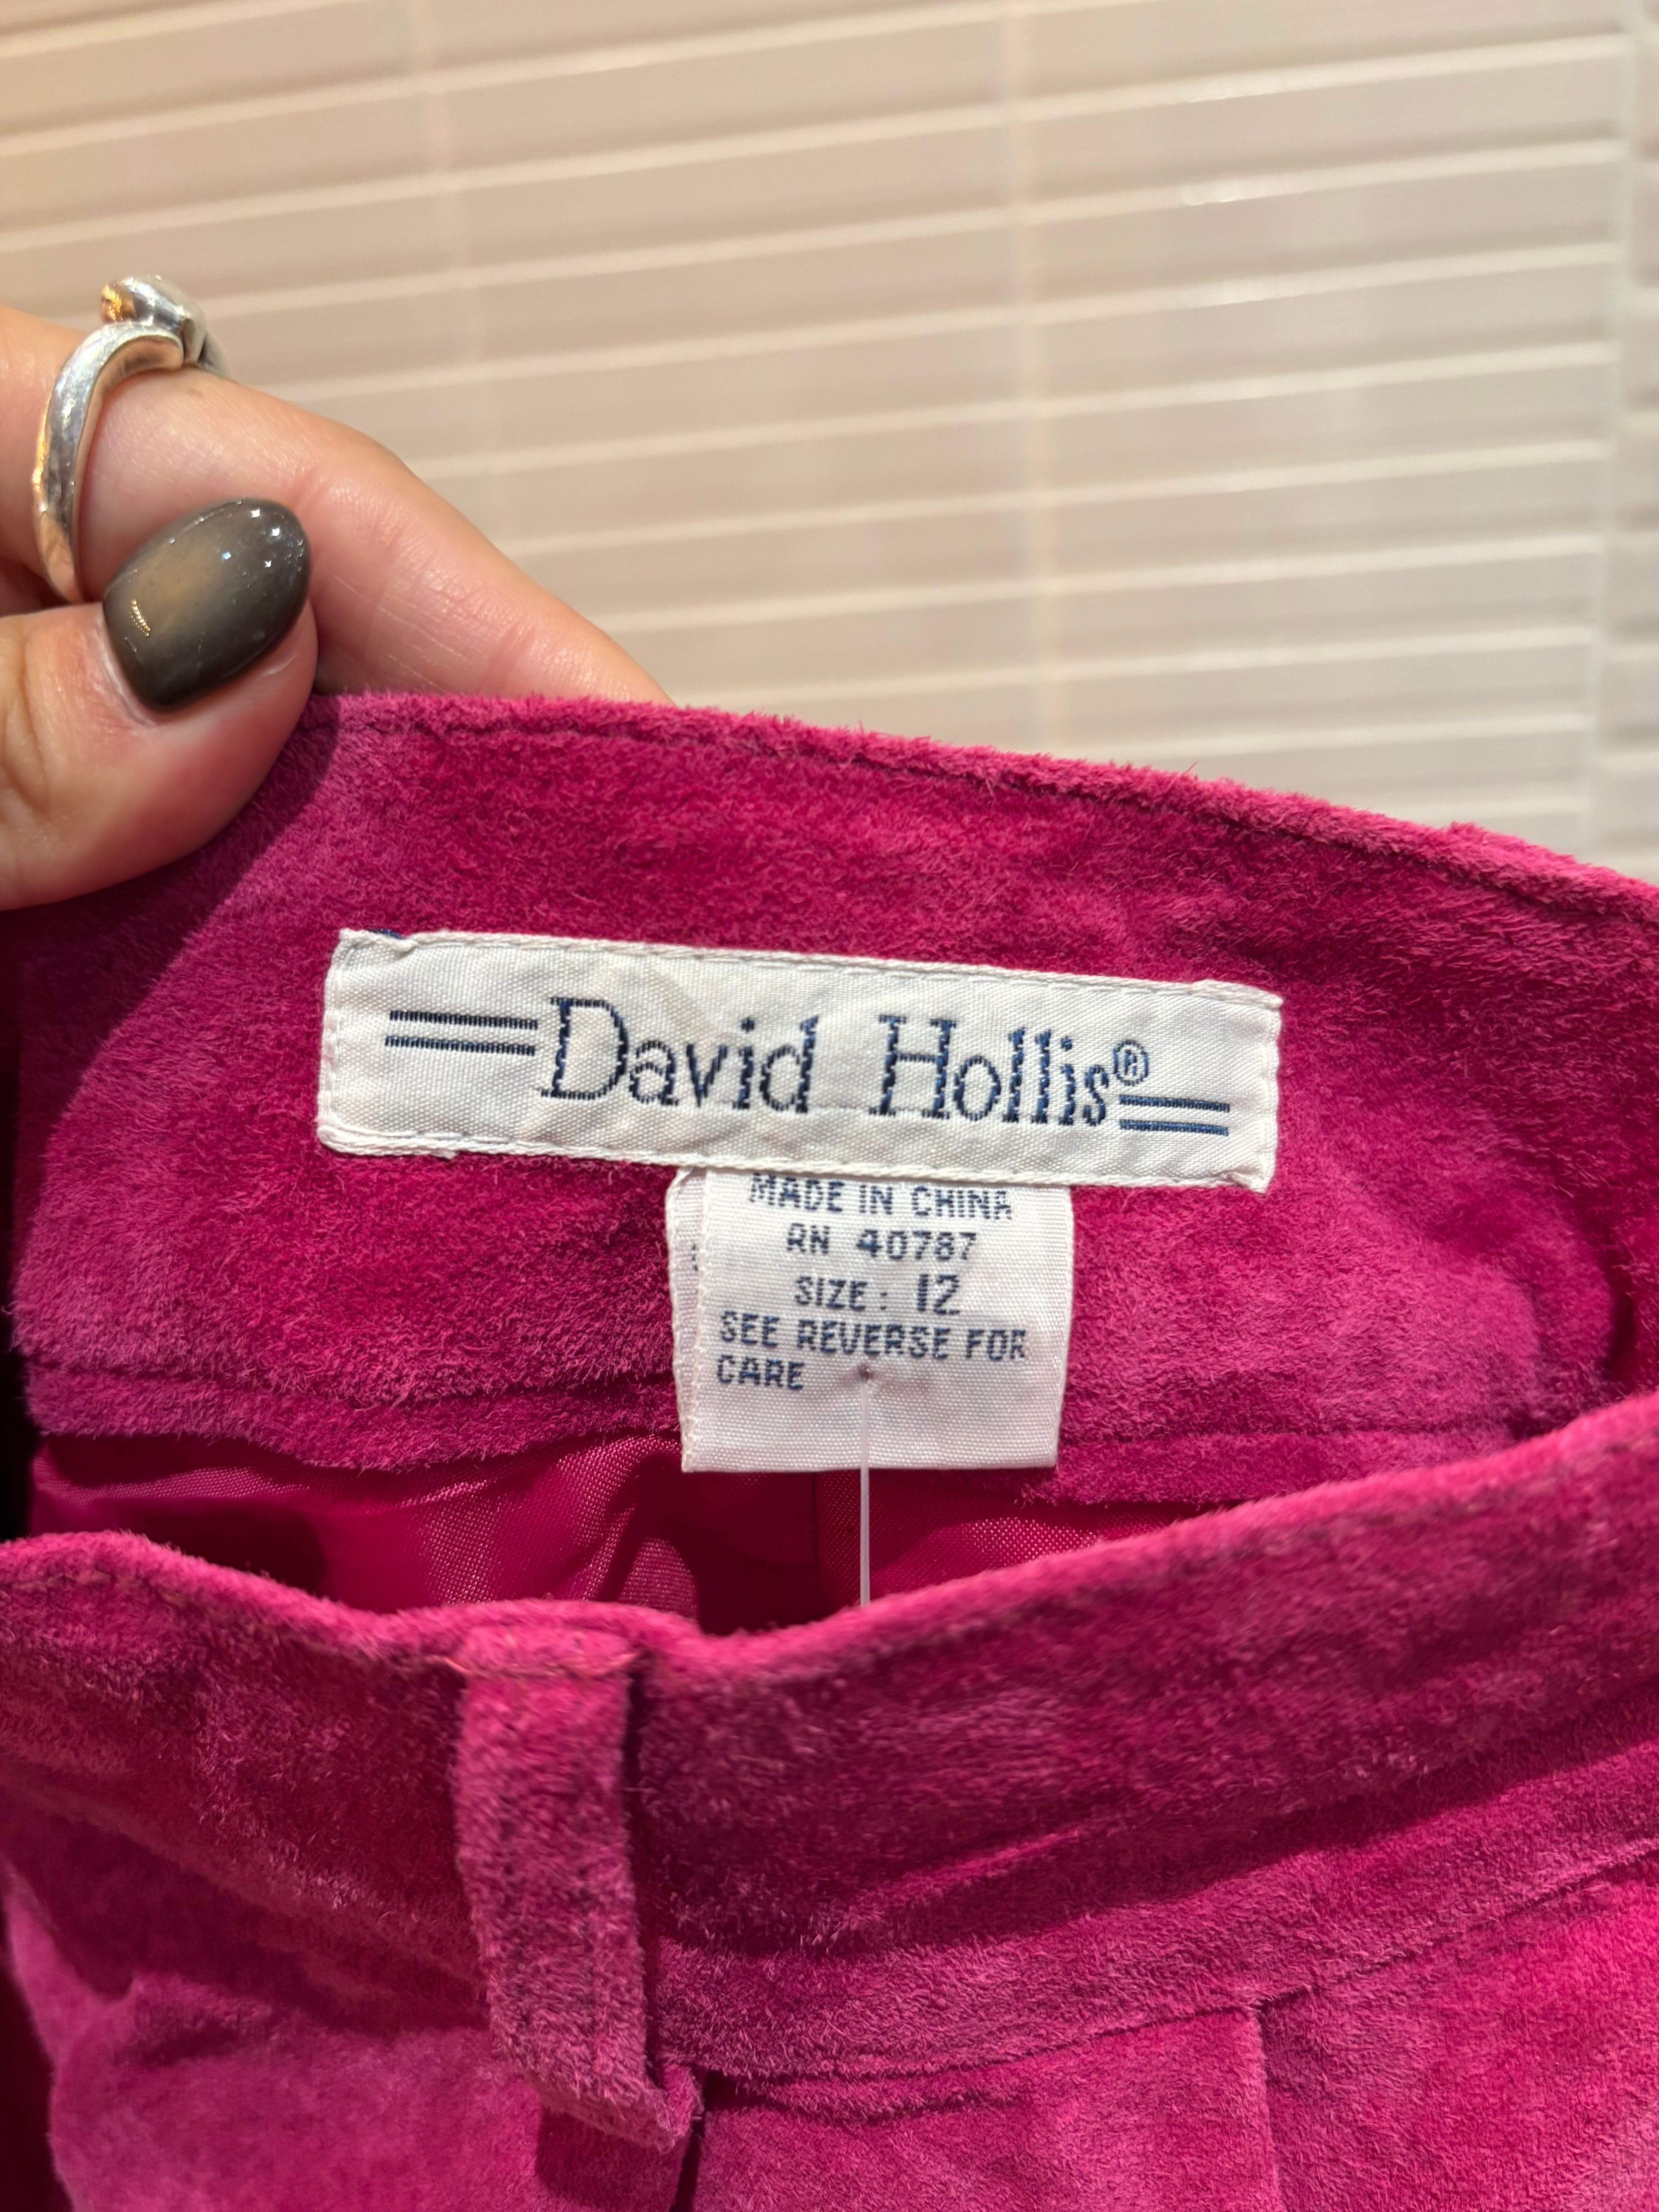 David Hollis®
MADE IN CHINA
RN 40787
SIZE: 12
SEE REVERSE FOR
CARE